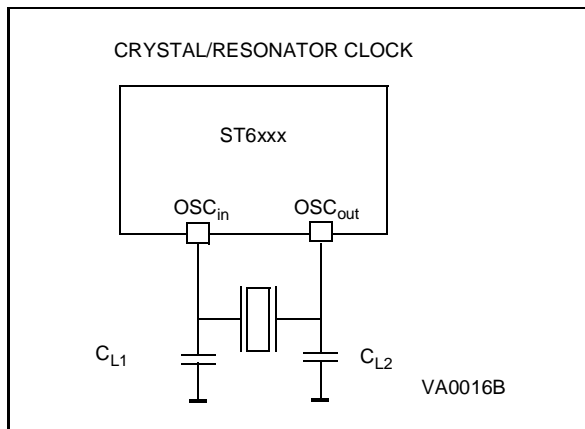 CRYSTAL/RESONATOR CLOCK
ST6xxx
OSCin OSCout
CL1 CL2
VA0016B